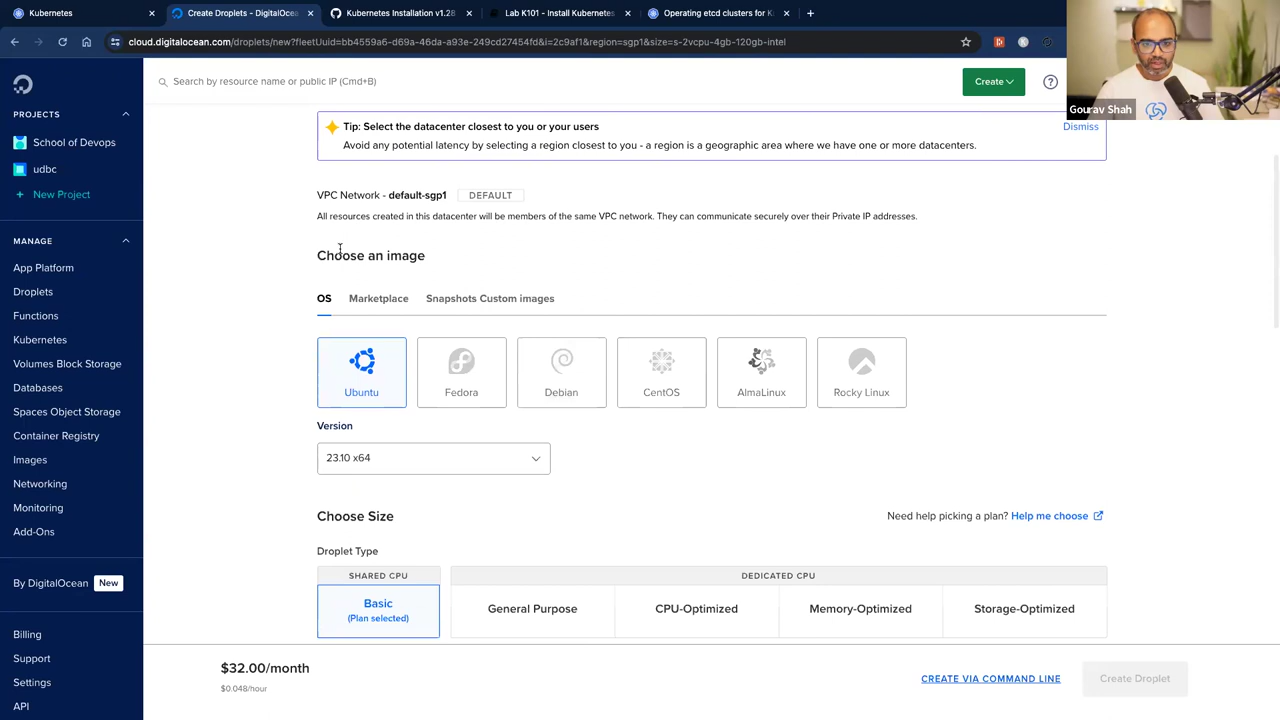 Kubernetes
Create Droplets - DigitalOcea
Kubernetes Installation v1.28
Lab K101 - Install Kubernetes
Operating etcd clusters for K
cloud.digitalocean.com/droplets/new?fleetUuid=bb4559a6-d69a-46da-a93e-249cd27454fd&i=2c9af1&region=sgp1&size=s-2vcpu-4gb-120gb-intel
Search by resource name or public IP (Cmd+B)
Create
Gourav Shah
PROJECTS
School of Devops
udbc
+ New Project
MANAGE
App Platform
Droplets
Functions
Kubernetes
Volumes Block Storage
Databases
Spaces Object Storage
Container Registry
Images
Networking
Monitoring
Add-Ons
By DigitalOcean New
Billing
Support
Settings
API
Tip: Select the datacenter closest to you or your users
Dismiss
Avoid any potential latency by selecting a region closest to you - a region is a geographic area where we have one or more datacenters.
VPC Network - default-sgp1 DEFAULT
All resources created in this datacenter will be members of the same VPC network. They can communicate securely over their Private IP addresses.
Choose an image
OS Marketplace Snapshots Custom images
Ubuntu Fedora Debian CentOS AlmaLinux Rocky Linux
Version
23.10 x64
Choose Size
Need help picking a plan? Help me choose
Droplet Type
SHARED CPU DEDICATED CPU
Basic
(Plan selected)
General Purpose CPU-Optimized Memory-Optimized Storage-Optimized
$32.00/month
$0.048/hour
CREATE VIA COMMAND LINE
Create Droplet